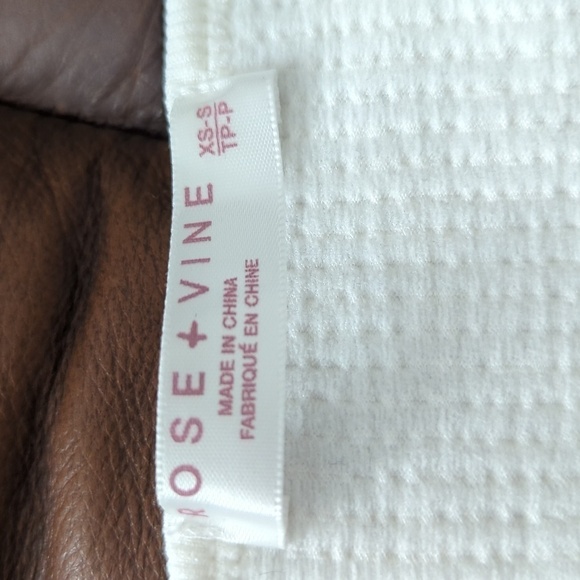 ROSE + VINE
XS-S
TP-P
MADE IN CHINA
FABRIQUÉ EN CHINE